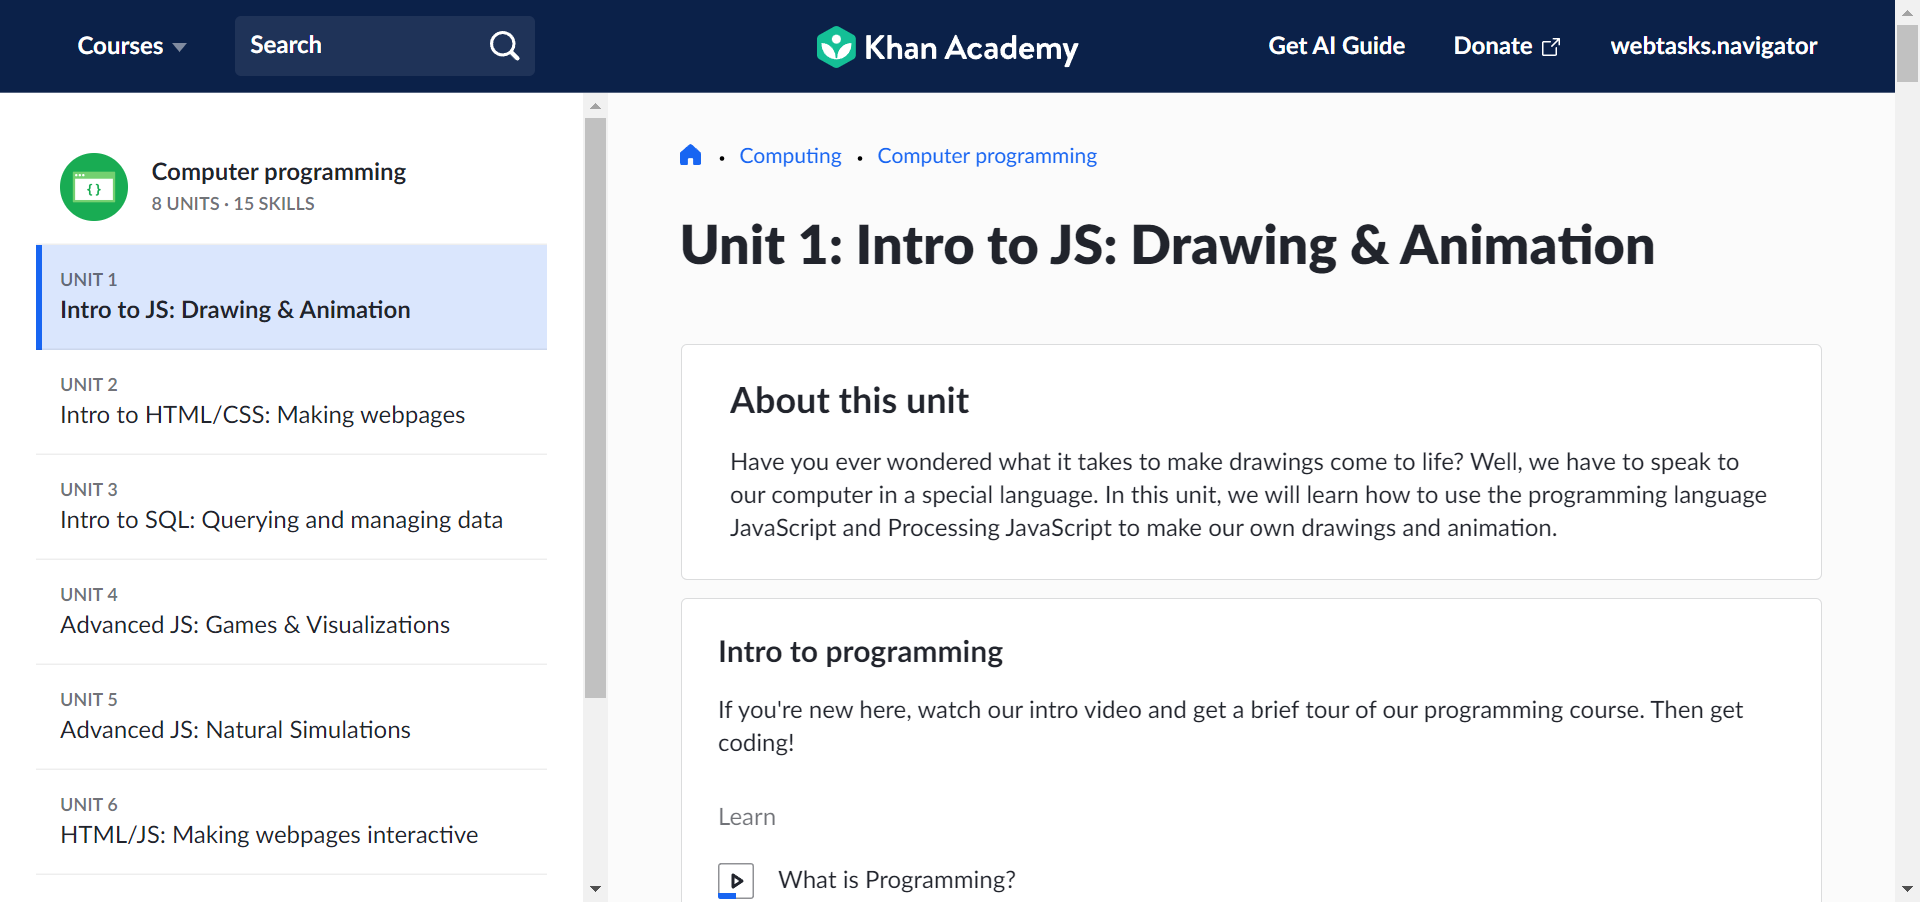 Courses
Search
Khan Academy
Get AI Guide
Donate
webtasks.navigator
Computer programming
8 UNITS · 15 SKILLS
UNIT 1
Intro to JS: Drawing & Animation
UNIT 2
Intro to HTML/CSS: Making webpages
UNIT 3
Intro to SQL: Querying and managing data
UNIT 4
Advanced JS: Games & Visualizations
UNIT 5
Advanced JS: Natural Simulations
UNIT 6
HTML/JS: Making webpages interactive
Computing • Computer programming
Unit 1: Intro to JS: Drawing & Animation
About this unit
Have you ever wondered what it takes to make drawings come to life? Well, we have to speak to
our computer in a special language. In this unit, we will learn how to use the programming language
JavaScript and Processing JavaScript to make our own drawings and animation.
Intro to programming
If you're new here, watch our intro video and get a brief tour of our programming course. Then get
coding!
Learn
What is Programming?